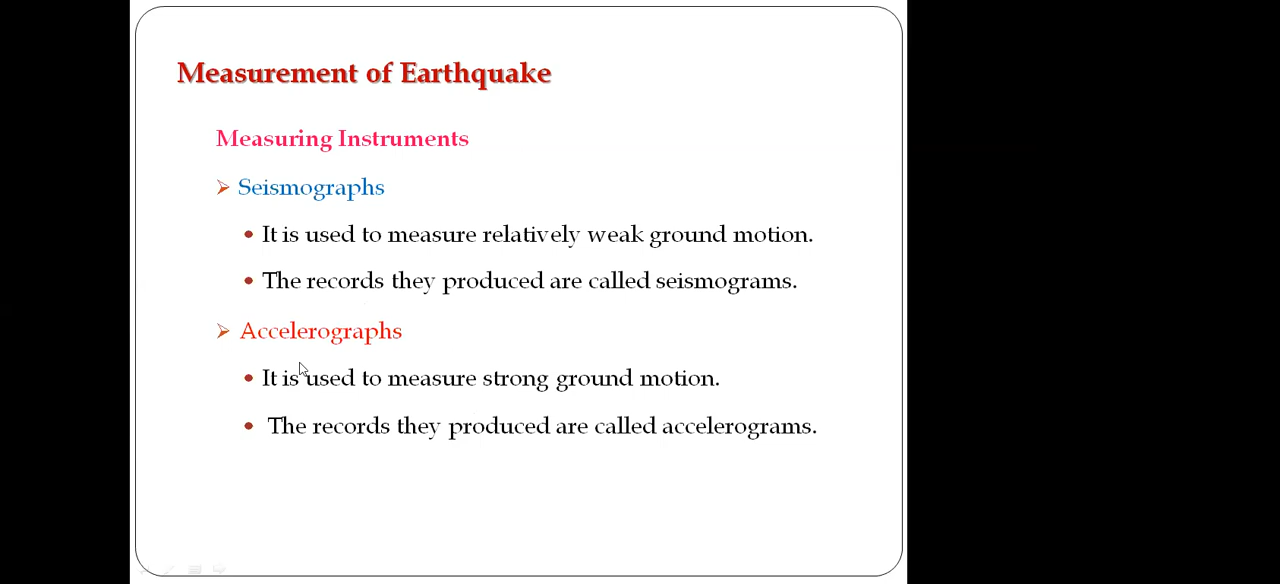 Measurement of Earthquake
Measuring Instruments
Seismographs
It is used to measure relatively weak ground motion.
The records they produced are called seismograms.
Accelerographs
It is used to measure strong ground motion.
The records they produced are called accelerograms.